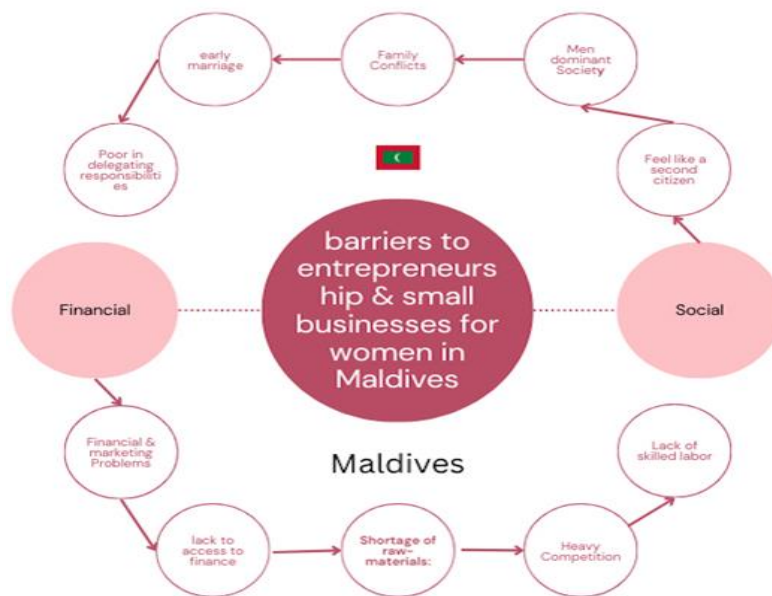 early
marriage
Family
Conflicts
Men
dominant
Society
Poor in
delegating
responsibiliti
es
Feel like a
second
citizen
barriers to
entrepreneurs
hip & small
businesses for
women in
Maldives
Financial
Social
Financial &
marketing
Problems
Maldives
Lack of
skilled labor
lack to
access to
finance
Shortage of
raw-
materials:
Heavy
Competition